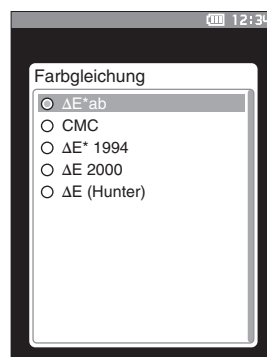 12:34
Farbgleichung
ΔE*ab
CMC
ΔE* 1994
ΔE 2000
ΔE (Hunter)